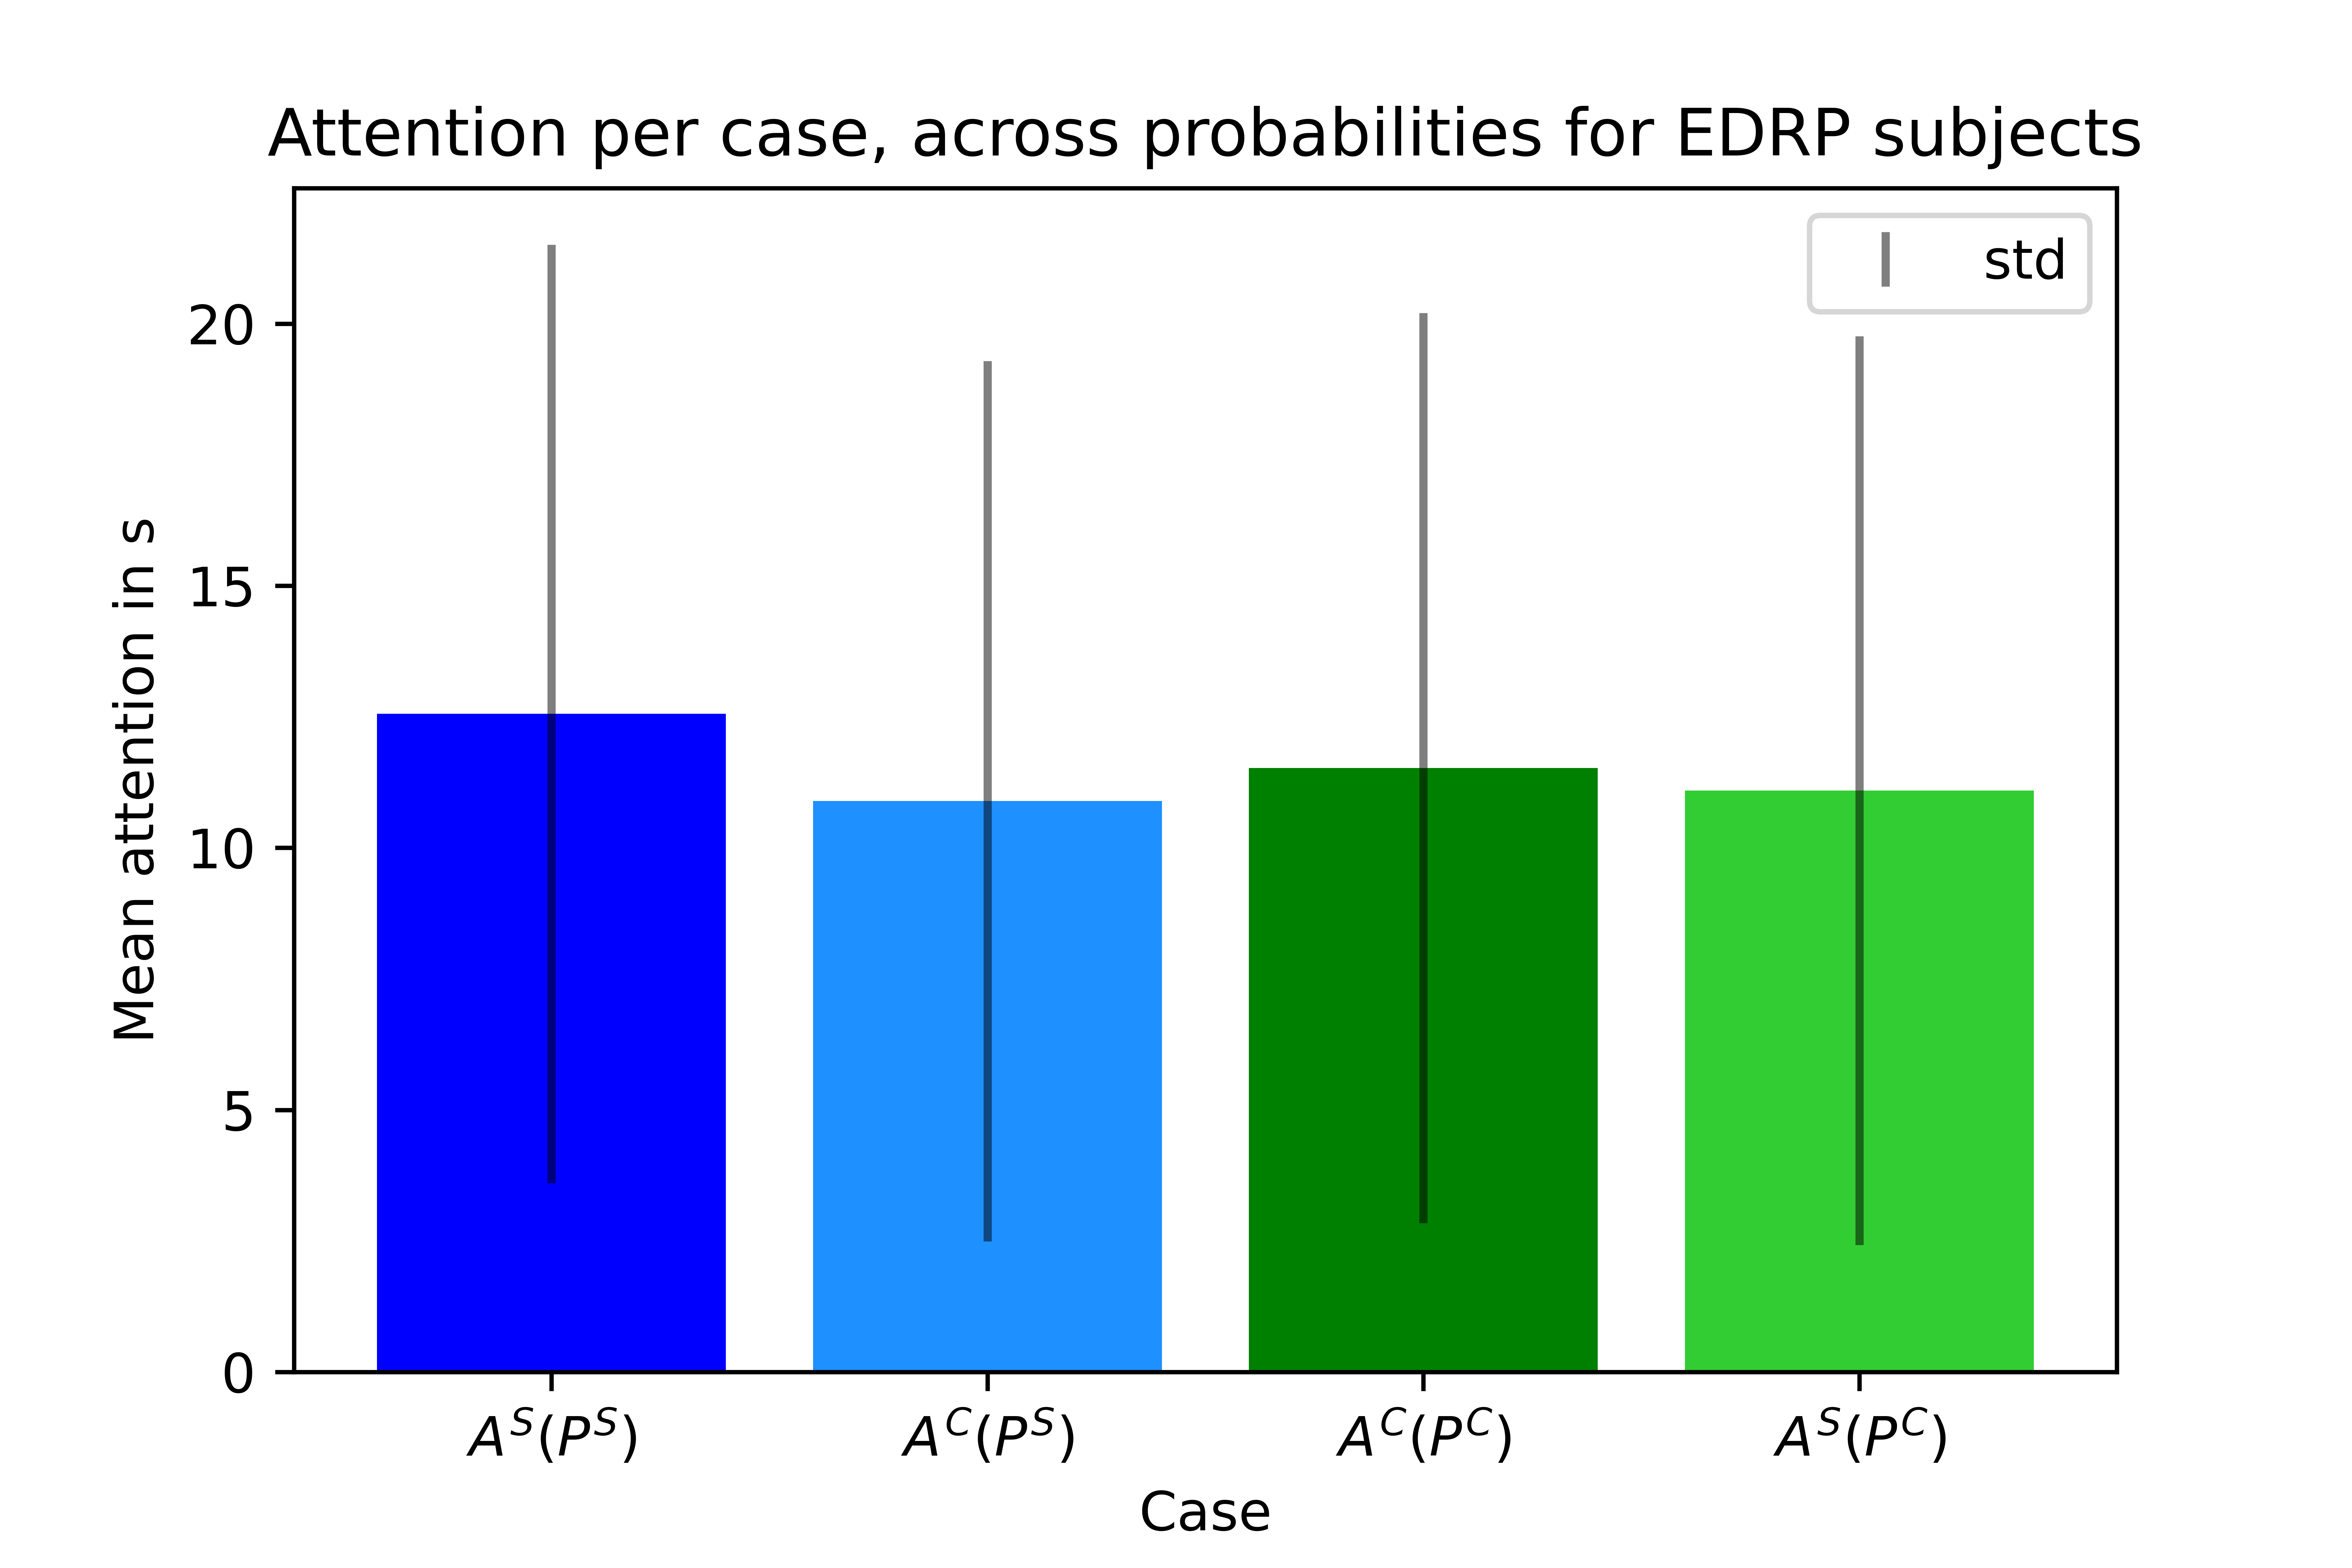 Attention per case, across probabilities for EDRP subjects
std
Mean attention in s
20
15
10
5
0
A^S(P^S) A^C(P^S) A^C(P^C) A^S(P^C)
Case